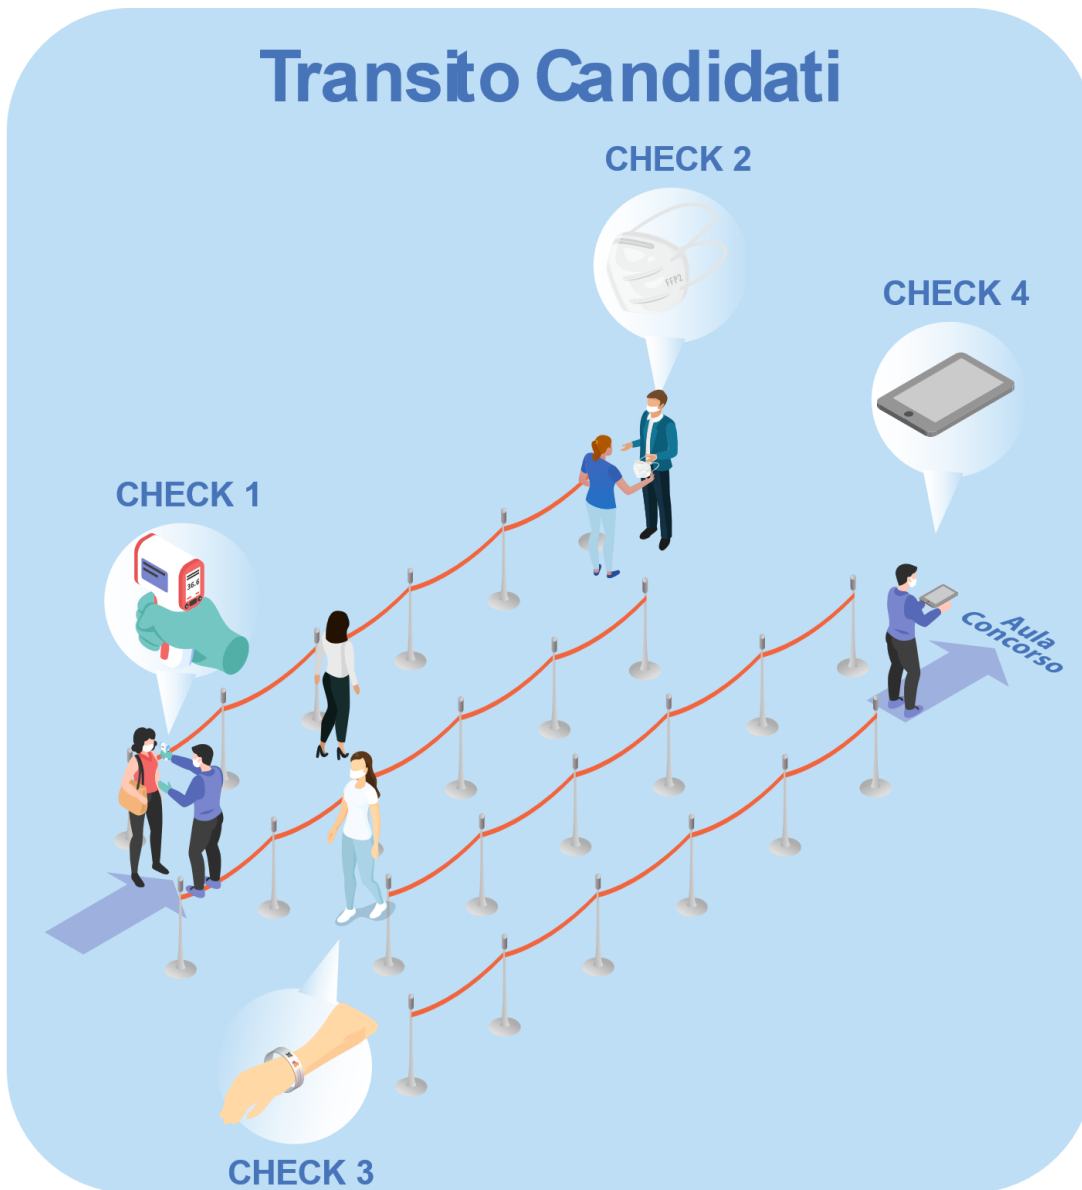 Transito Candidati
CHECK 2
FFP2
CHECK 4
CHECK 1
36.6
Aula
Concorso
CHECK 3